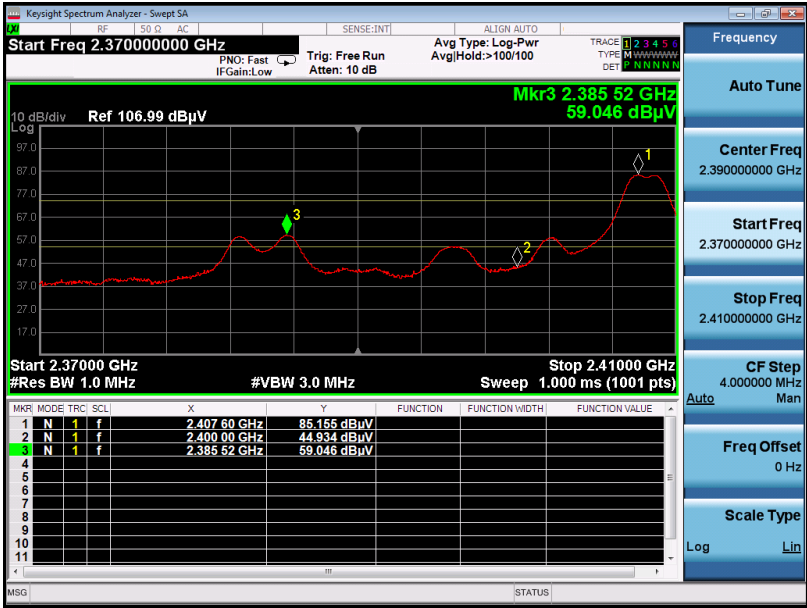 Keysight Spectrum Analyzer - Swept SA
LXI RF 50 Ω AC SENSE:INT ALIGN AUTO
Start Freq 2.370000000 GHz
PNO: Fast
IFGain:Low
Trig: Free Run
Atten: 10 dB
Avg Type: Log-Pwr
Avg|Hold:>100/100
TRACE 1 2 3 4 5 6
TYPE M WWWWW
DET P N N N N N
Mkr3 2.385 52 GHz
59.046 dBµV
10 dB/div Ref 106.99 dBµV
Log
97.0
87.0
77.0
67.0
57.0
47.0
37.0
27.0
17.0
1
2
3
Start 2.37000 GHz Stop 2.41000 GHz
#Res BW 1.0 MHz #VBW 3.0 MHz Sweep 1.000 ms (1001 pts)
MKR MODE TRC SCL X Y FUNCTION FUNCTION WIDTH FUNCTION VALUE
1 N 1 f 2.407 60 GHz 85.155 dBµV
2 N 1 f 2.400 00 GHz 44.934 dBµV
3 N 1 f 2.385 52 GHz 59.046 dBµV
4
5
6
7
8
9
10
11
MSG STATUS
Frequency
Auto Tune
Center Freq
2.390000000 GHz
Start Freq
2.370000000 GHz
Stop Freq
2.410000000 GHz
CF Step
4.000000 MHz
Auto Man
Freq Offset
0 Hz
Scale Type
Log Lin